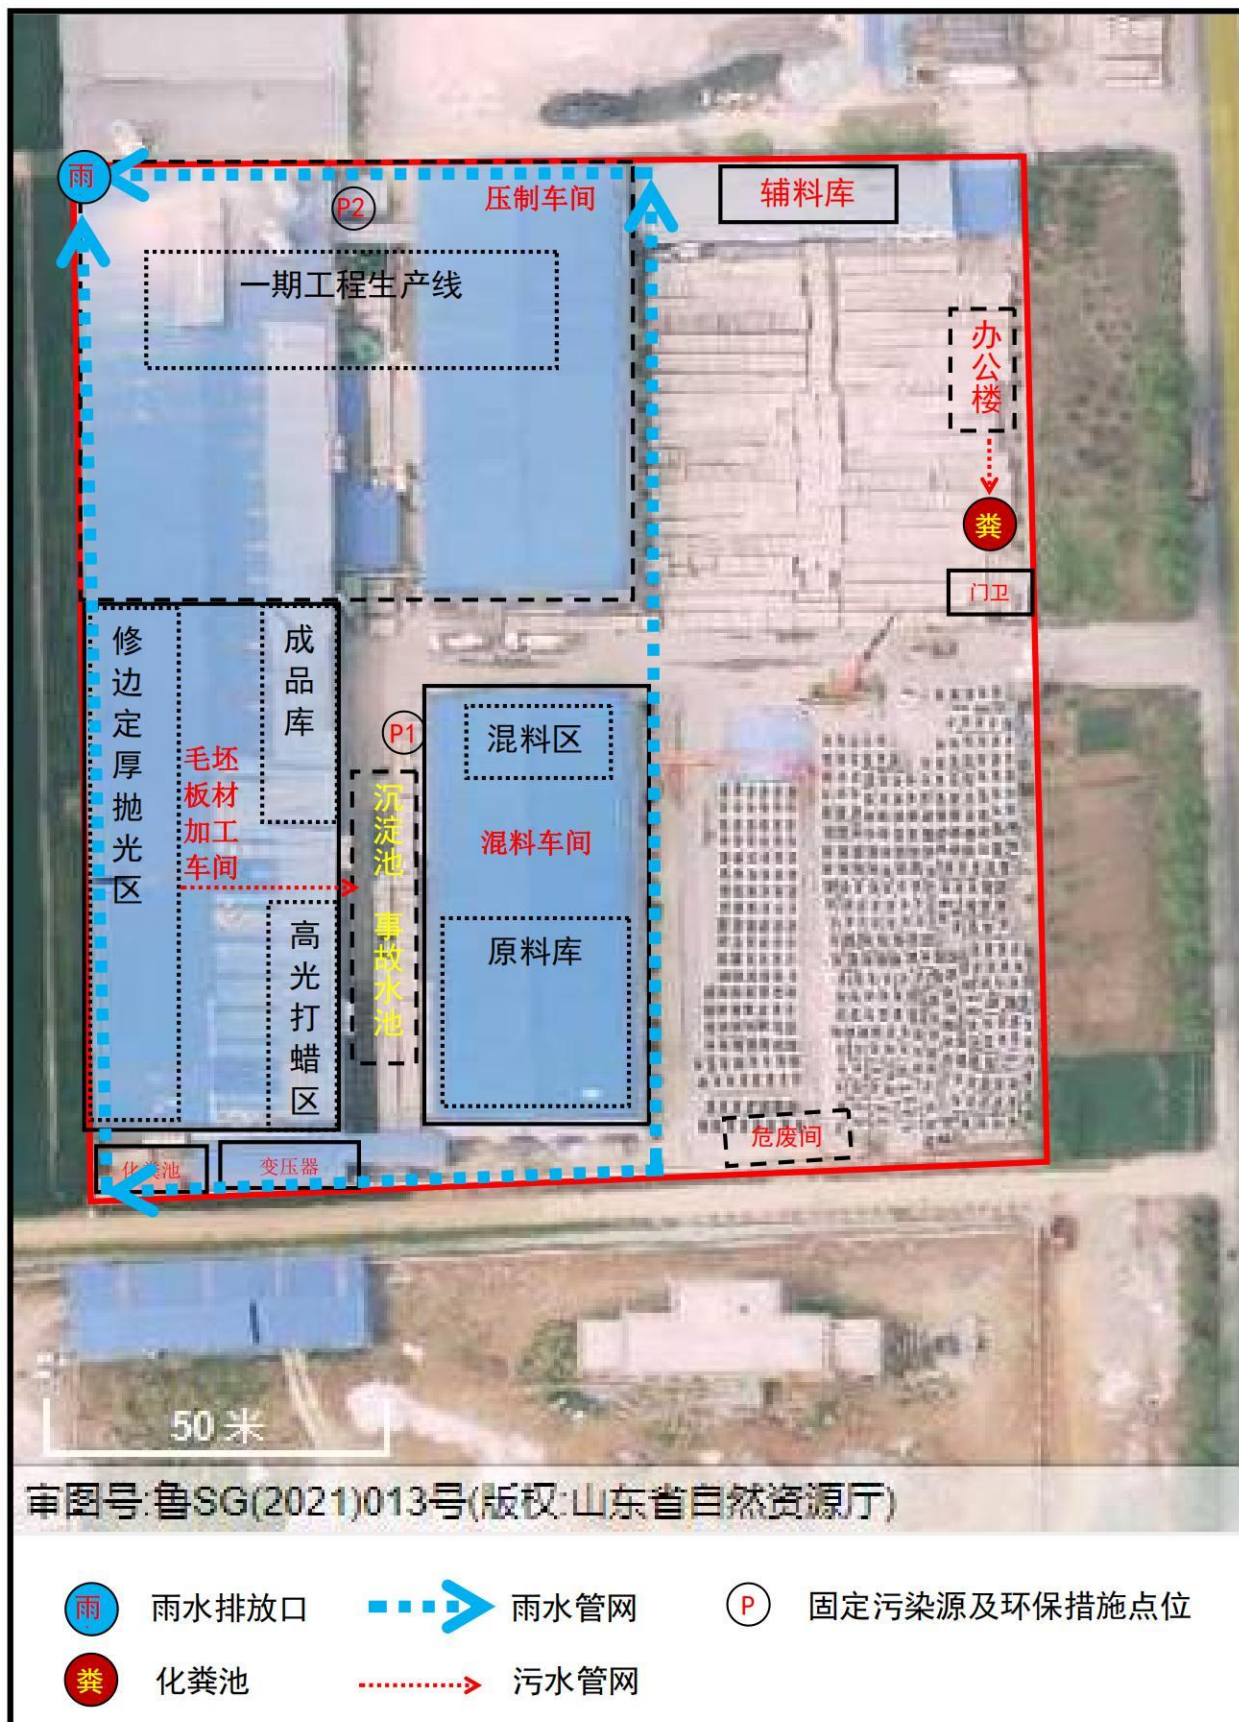 雨
P2
压制车间
辅料库
一期工程生产线
办公楼
粪
门卫
修边定厚抛光区
成品库
毛坯
板材
加工
车间
高光打蜡区
P1
沉淀池 事故水池
混料区
混料车间
原料库
化粪池
变压器
危废间
50 米
审图号:鲁SG(2021)013号(版权:山东省自然资源厅)
雨 雨水排放口 雨水管网 P 固定污染源及环保措施点位
粪 化粪池 污水管网